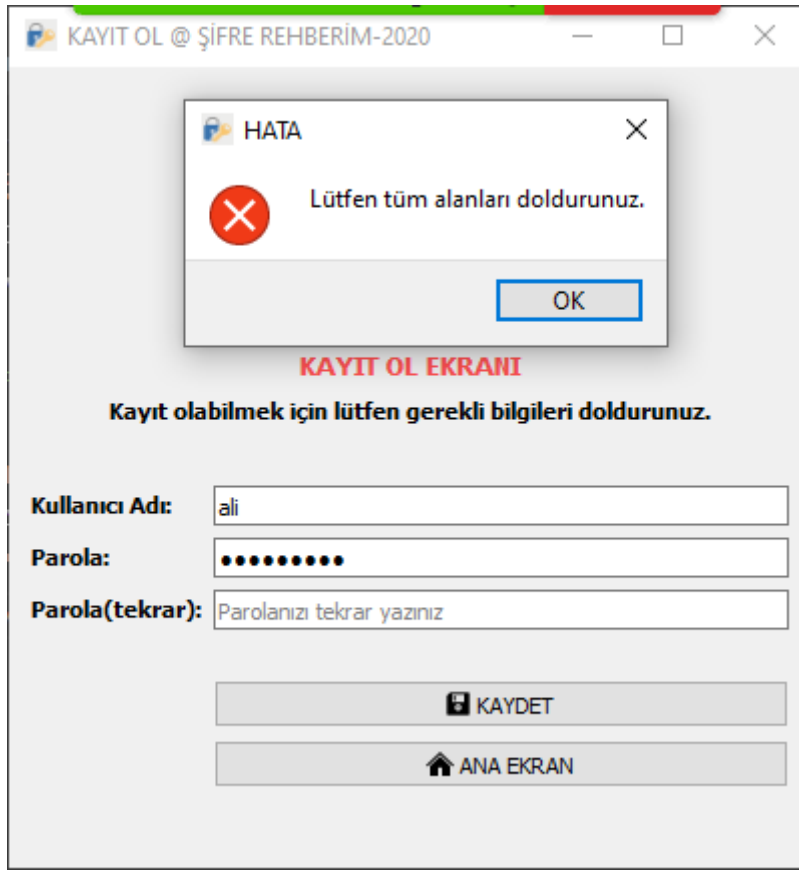 KAYIT OL @ ŞİFRE REHBERİM-2020
HATA
Lütfen tüm alanları doldurunuz.
OK
KAYIT OL EKRANI
Kayıt olabilmek için lütfen gerekli bilgileri doldurunuz.
Kullanıcı Adı: ali
Parola: ●●●●●●●●●
Parola(tekrar): Parolanızı tekrar yazınız
KAYDET
ANA EKRAN